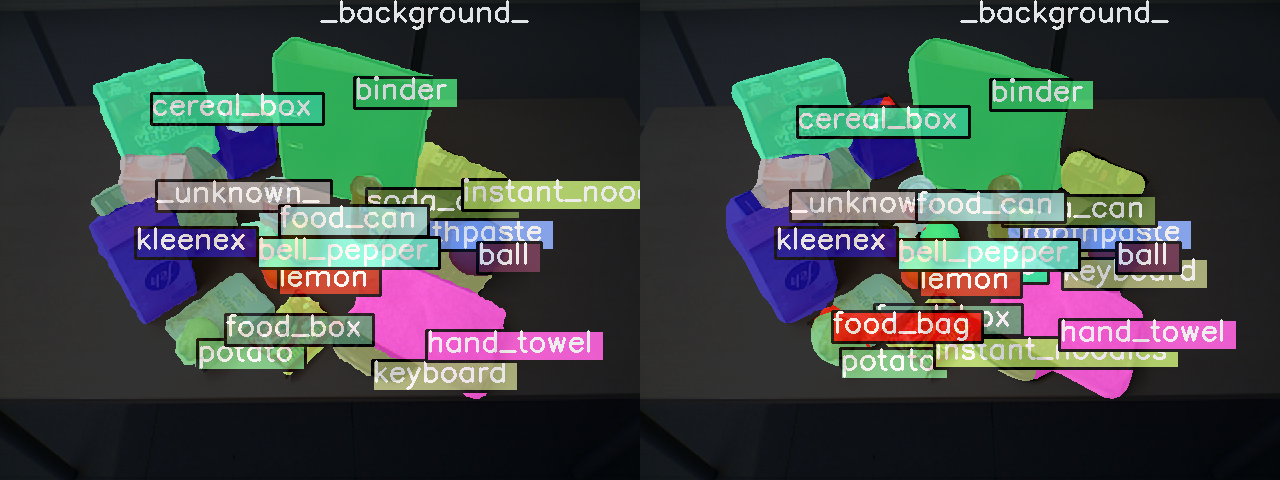 _background_
binder
cereal_box
_unknown_
soda_c
instant_noo
food_can
thpaste
kleenex
bell_pepper
ball
lemon
food_box
potato
hand_towel
keyboard
_background_
binder
cereal_box
_unknow
food_can
_can
toothpaste
kleenex
bell_pepper
ball
lemon
keyboard
food_bag
ox
hand_towel
potato
instant_noodles